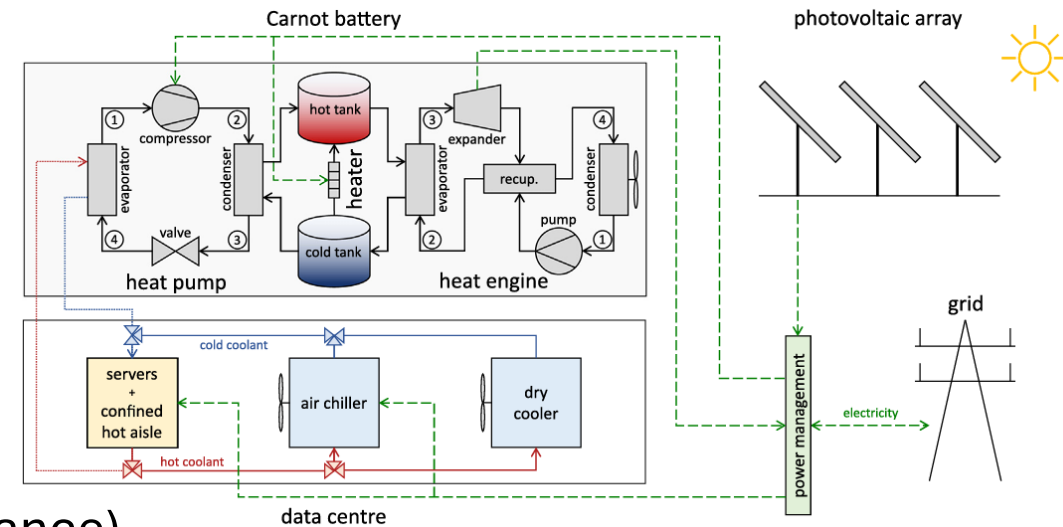 Carnot battery
photovoltaic array
1
compressor
2
hot tank
3
expander
4
evaporator
condenser
heater
evaporator
recup.
condenser
4
valve
3
cold tank
2
pump
1
heat pump
heat engine
grid
cold coolant
servers
+
confined
hot aisle
air chiller
dry
cooler
power management
electricity
hot coolant
data centre
ance)